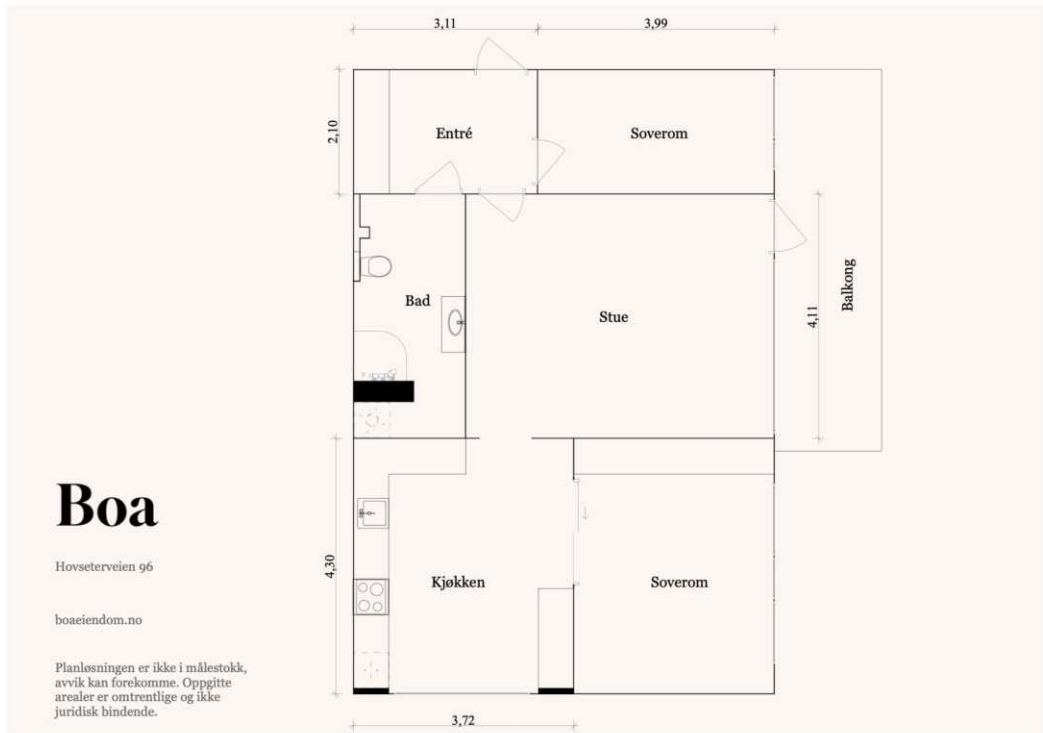 3,11
3,99
2,10
Entré
Soverom
Bad
Stue
4,11
Balkong
4,30
Kjøkken
Soverom
3,72
Boa
Hovseterveien 96
boaeiendom.no
Planløsningen er ikke i målestokk,
avvik kan forekomme. Oppgitte
arealer er omtrentlige og ikke
juridisk bindende.